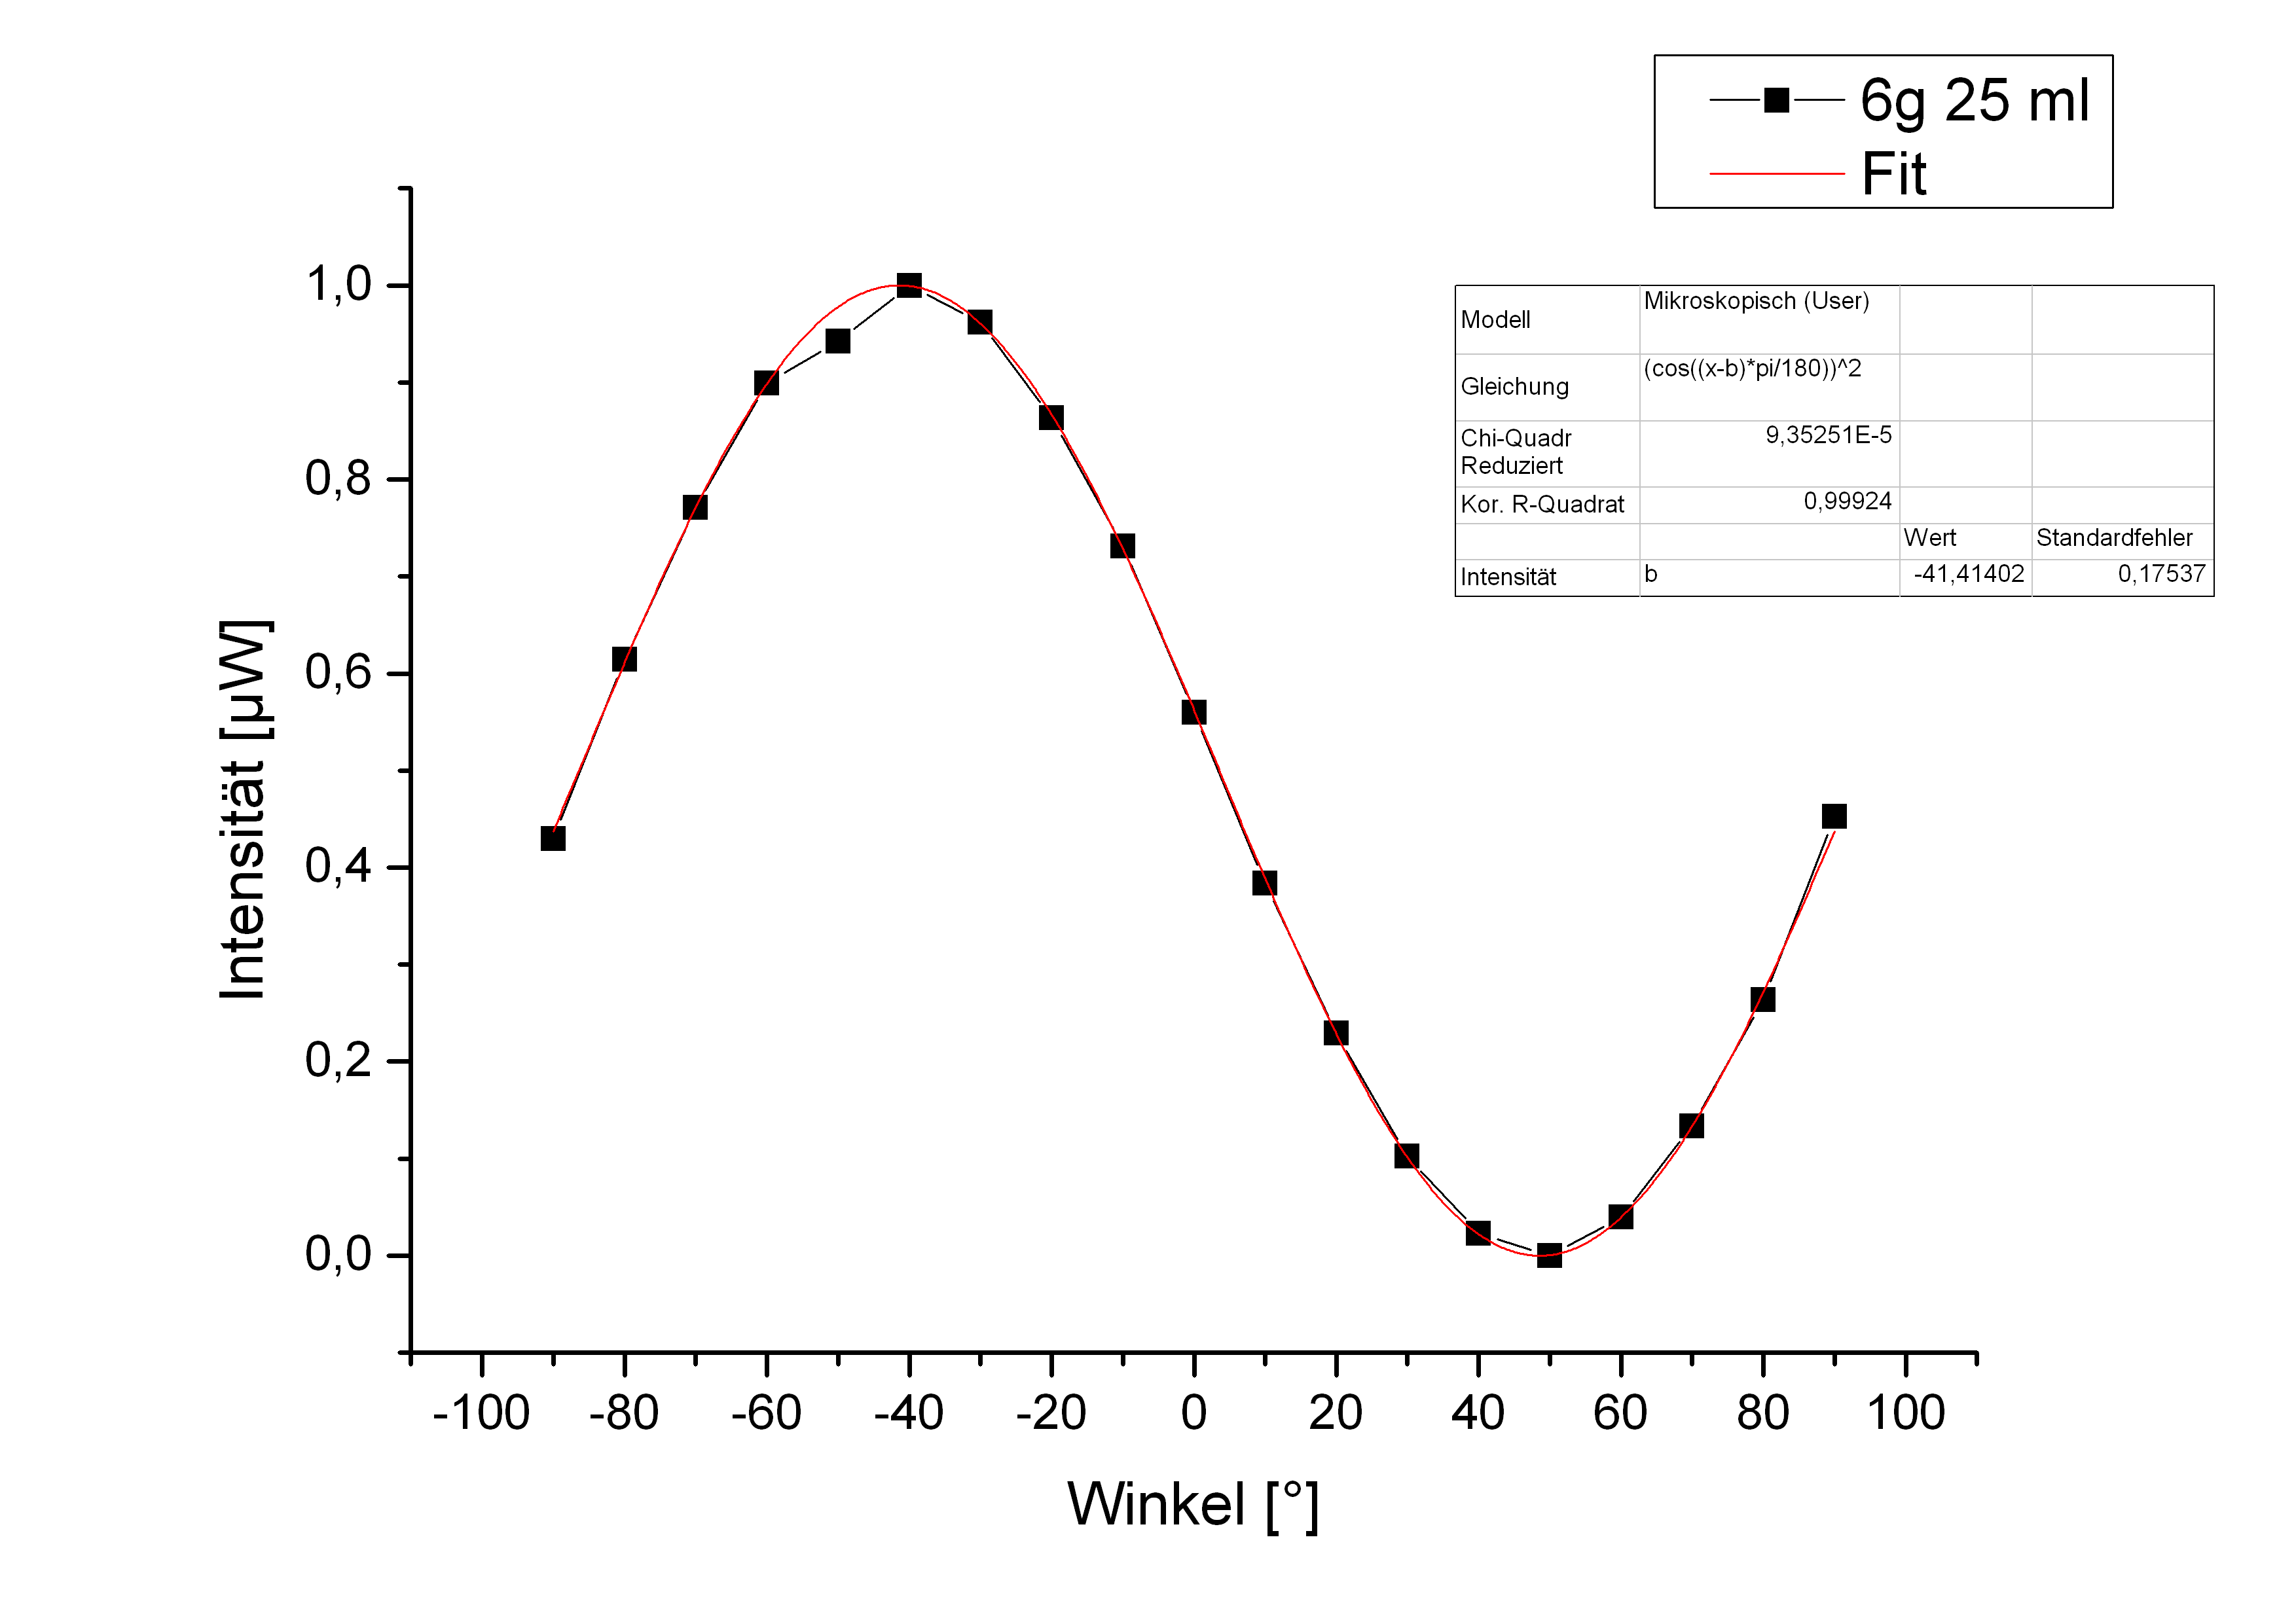 6g 25 ml
Fit
Modell Mikroskopisch (User)
Gleichung (cos((x-b)*pi/180))^2
Chi-Quadr Reduziert 9,35251E-5
Kor. R-Quadrat 0,99924
Wert Standardfehler
Intensität b -41,41402 0,17537
Intensität [µW]
1,0
0,8
0,6
0,4
0,2
0,0
-100 -80 -60 -40 -20 0 20 40 60 80 100
Winkel [°]